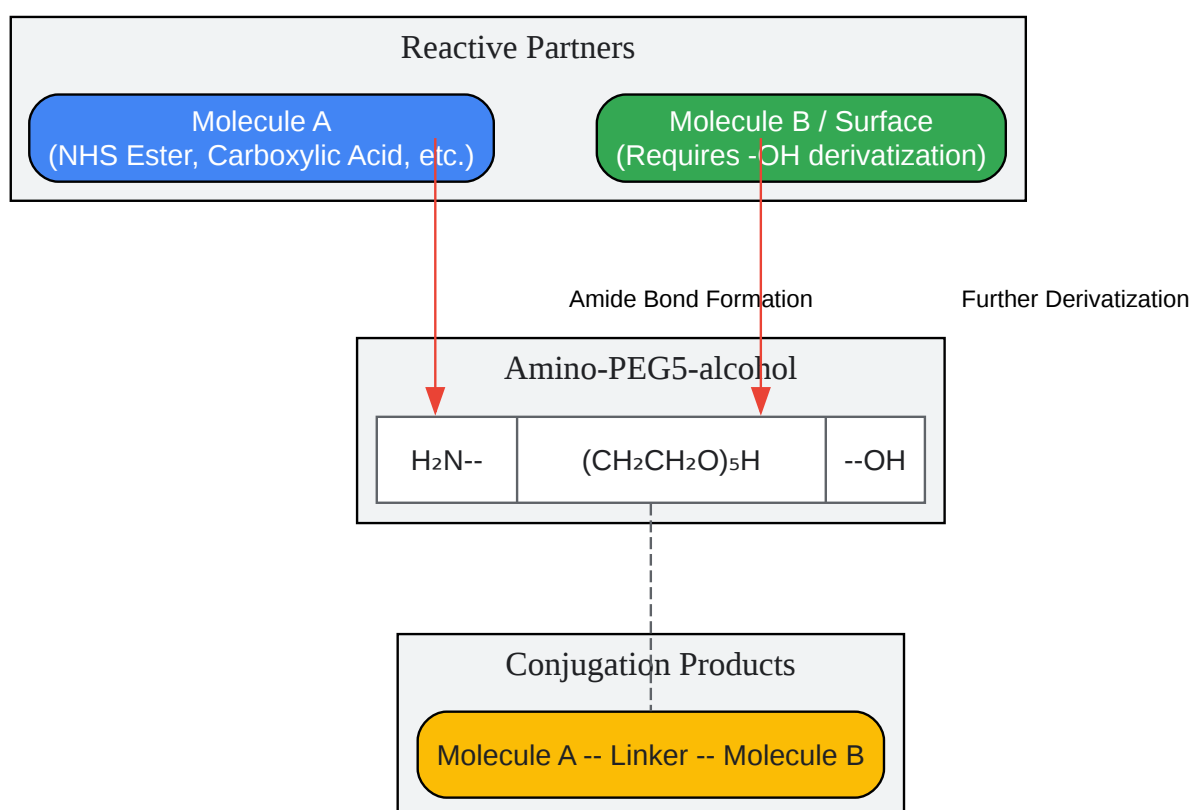 Reactive Partners
Molecule A
(NHS Ester, Carboxylic Acid, etc.)
Molecule B / Surface
(Requires -OH derivatization)
Amide Bond Formation
Further Derivatization
Amino-PEG5-alcohol
H₂N--
(CH₂CH₂O)₅H
--OH
Conjugation Products
Molecule A -- Linker -- Molecule B